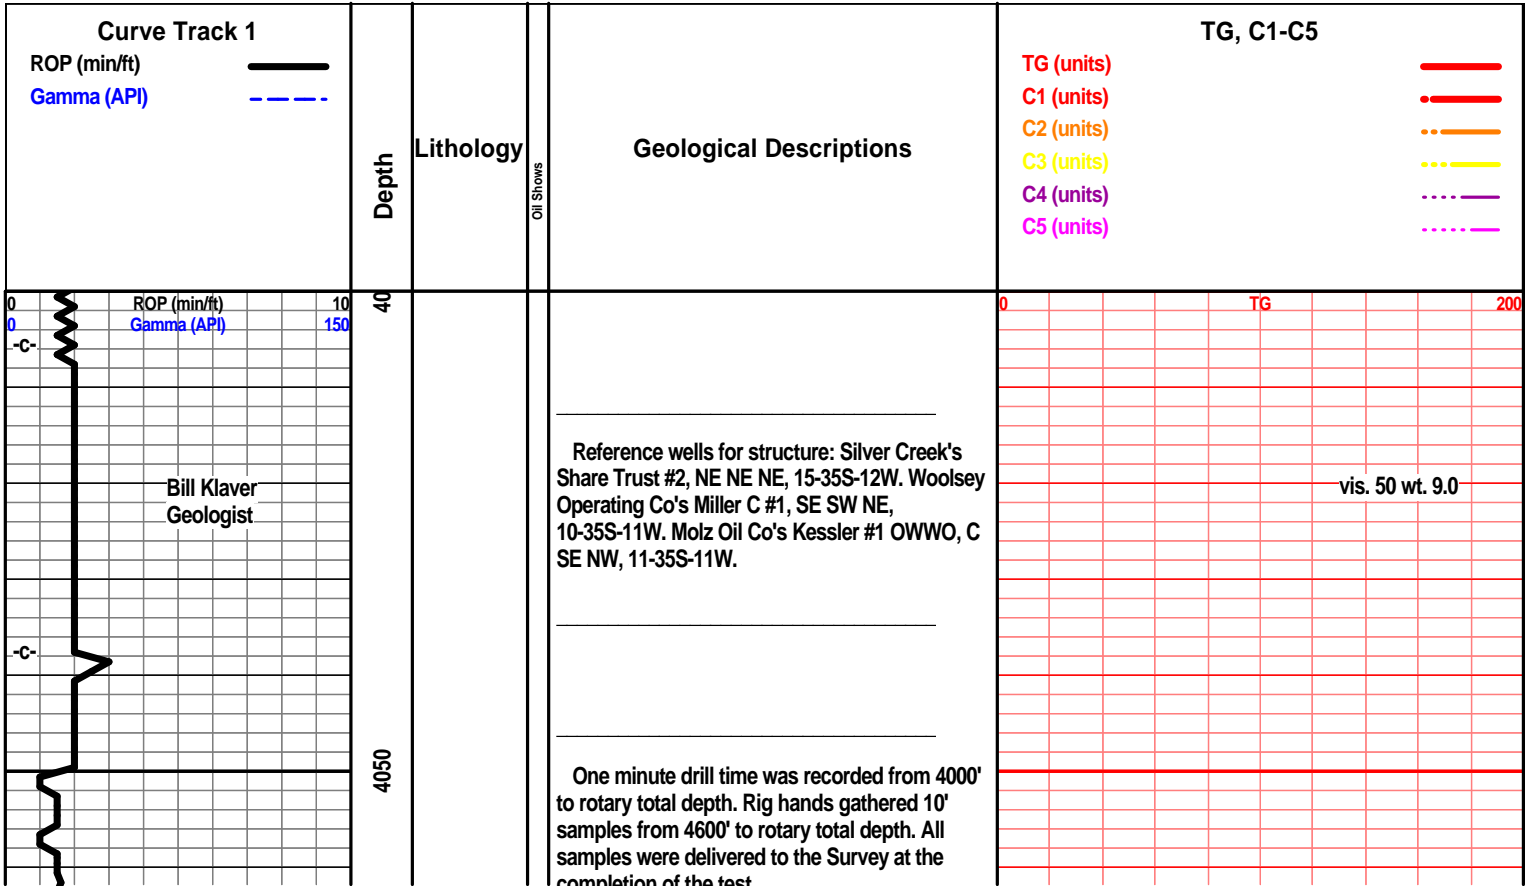 Curve Track 1
ROP (min/ft)
Gamma (API)
Depth
Lithology
Oil Shows
Geological Descriptions
TG, C1-C5
TG (units)
C1 (units)
C2 (units)
C3 (units)
C4 (units)
C5 (units)
0 ROP (min/ft) 10
0 Gamma (API) 150
40
0 TG 200
-c-
Reference wells for structure: Silver Creek's
Share Trust #2, NE NE NE, 15-35S-12W. Woolsey
Operating Co's Miller C #1, SE SW NE,
10-35S-11W. Molz Oil Co's Kessler #1 OWWO, C
SE NW, 11-35S-11W.
Bill Klaver
Geologist
vis. 50 wt. 9.0
-c-
4050
One minute drill time was recorded from 4000'
to rotary total depth. Rig hands gathered 10'
samples from 4600' to rotary total depth. All
samples were delivered to the Survey at the
completion of the test